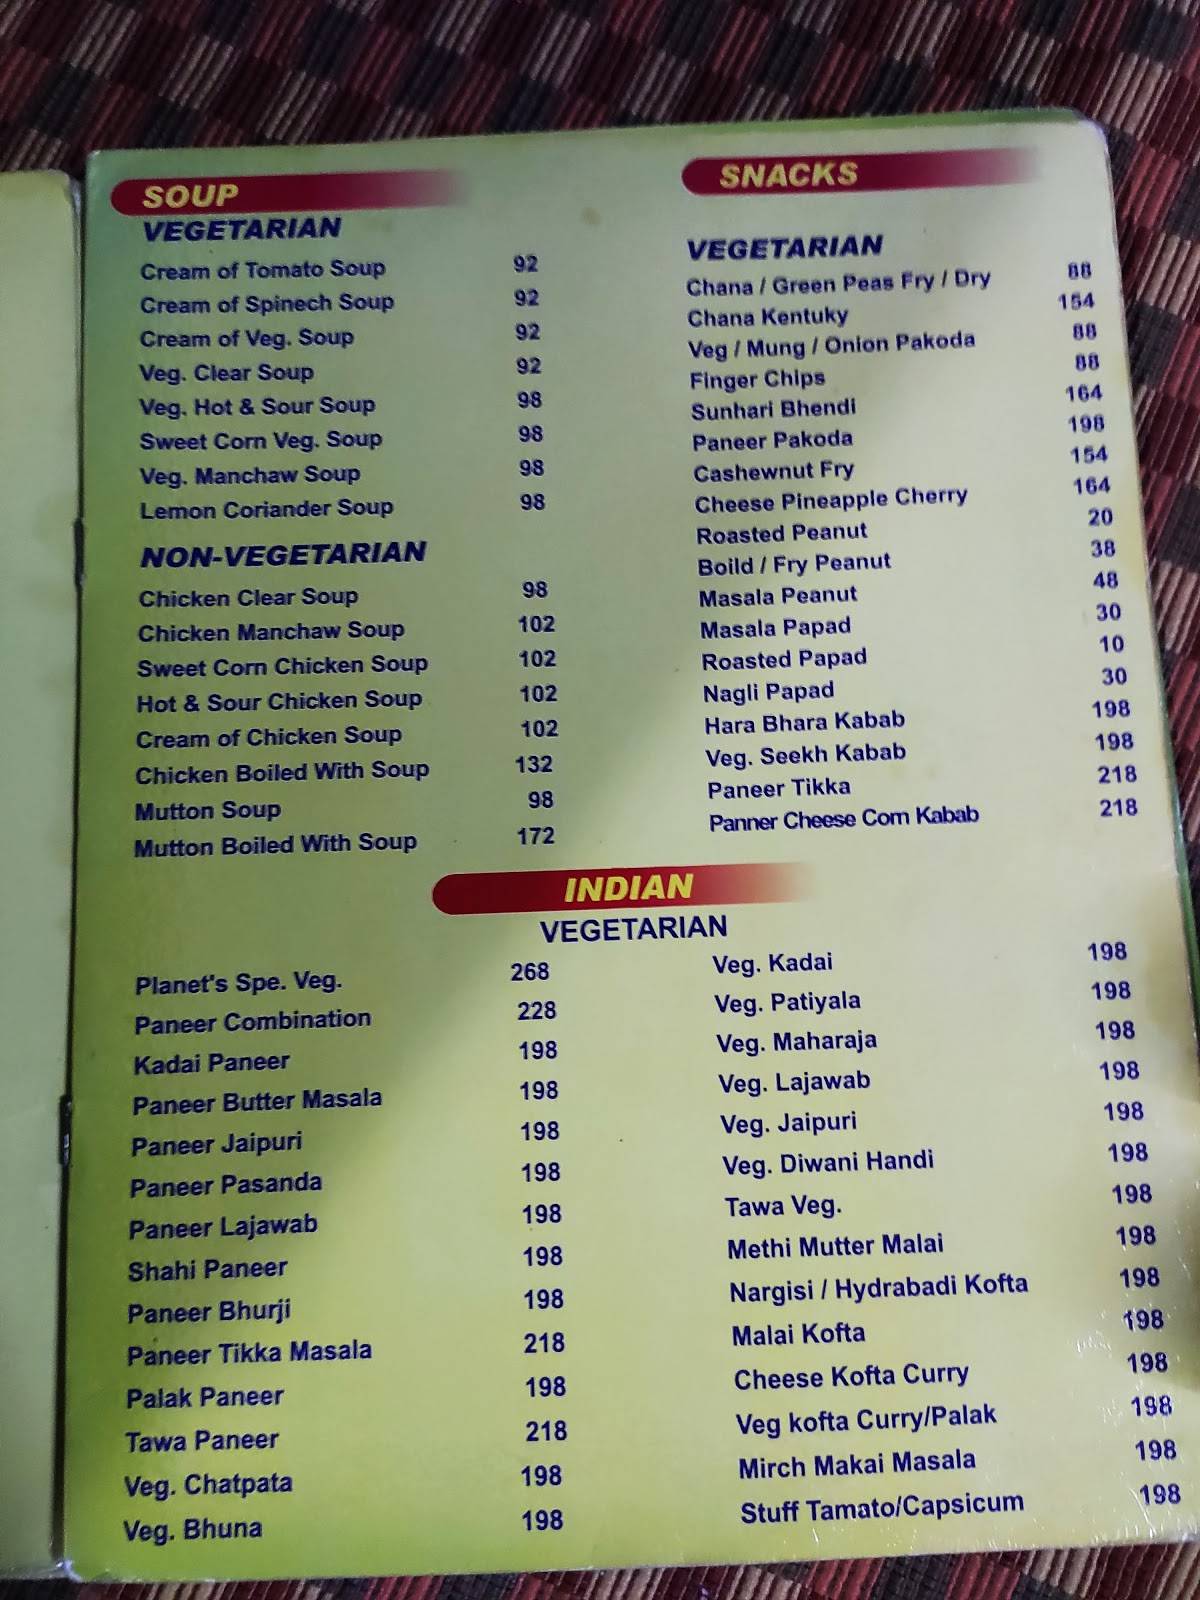 SOUP
VEGETARIAN
Cream of Tomato Soup 92
Cream of Spinech Soup 92
Cream of Veg. Soup 92
Veg. Clear Soup 92
Veg. Hot & Sour Soup 98
Sweet Corn Veg. Soup 98
Veg. Manchaw Soup 98
Lemon Coriander Soup 98
NON-VEGETARIAN
Chicken Clear Soup 98
Chicken Manchaw Soup 102
Sweet Corn Chicken Soup 102
Hot & Sour Chicken Soup 102
Cream of Chicken Soup 102
Chicken Boiled With Soup 132
Mutton Soup 98
Mutton Boiled With Soup 172
SNACKS
VEGETARIAN
Chana / Green Peas Fry / Dry 88
Chana Kentuky 154
Veg / Mung / Onion Pakoda 88
Finger Chips 88
Sunhari Bhendi 164
Paneer Pakoda 198
Cashewnut Fry 154
Cheese Pineapple Cherry 164
Roasted Peanut 20
Boild / Fry Peanut 38
Masala Peanut 48
Masala Papad 30
Roasted Papad 10
Nagli Papad 30
Hara Bhara Kabab 198
Veg. Seekh Kabab 198
Paneer Tikka 218
Panner Cheese Corn Kabab 218
INDIAN
VEGETARIAN
Planet's Spe. Veg. 268
Paneer Combination 228
Kadai Paneer 198
Paneer Butter Masala 198
Paneer Jaipuri 198
Paneer Pasanda 198
Paneer Lajawab 198
Shahi Paneer 198
Paneer Bhurji 198
Paneer Tikka Masala 218
Palak Paneer 198
Tawa Paneer 218
Veg. Chatpata 198
Veg. Bhuna 198
Veg. Kadai 198
Veg. Patiyala 198
Veg. Maharaja 198
Veg. Lajawab 198
Veg. Jaipuri 198
Veg. Diwani Handi 198
Tawa Veg. 198
Methi Mutter Malai 198
Nargisi / Hydrabadi Kofta 198
Malai Kofta 198
Cheese Kofta Curry 198
Veg kofta Curry/Palak 198
Mirch Makai Masala 198
Stuff Tamato/Capsicum 198